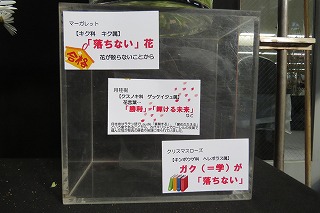 マーガレット
【キク科 キク属】
「落ちない」花
花が散らないことから
合格
月桂樹
【クスノキ科 ゲッケイジュ属】
花言葉…
「勝利」「輝ける未来」
など
クリスマスローズ
【キンポウゲ科 ヘレボラス属】
ガク(=学)が
「落ちない」